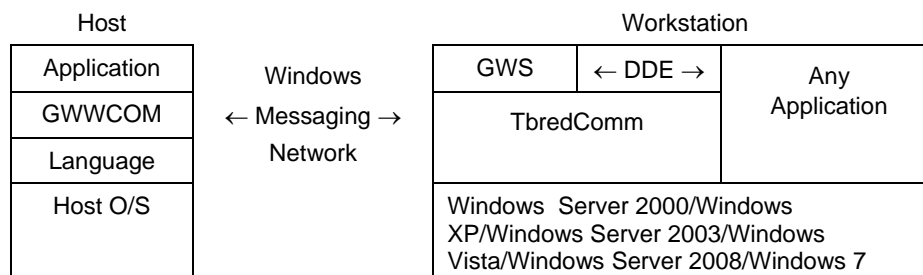 Host
Workstation
Application
GWWCOM
Language
Host O/S
Windows
← Messaging →
Network
GWS
← DDE →
TbredComm
Any
Application
Windows  Server 2000/Windows
XP/Windows Server 2003/Windows
Vista/Windows Server 2008/Windows 7